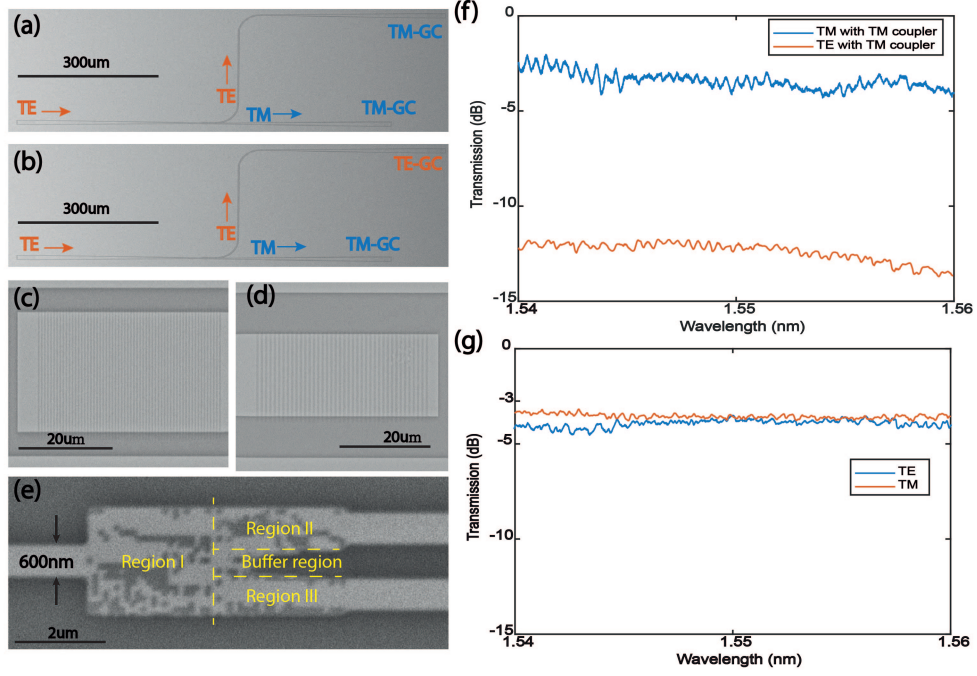 (a)
TM-GC
300um
TE
TE
TM
TM-GC
(b)
TE-GC
300um
TE
TE
TM
TM-GC
(c)
20um
(d)
20um
(e)
600nm
Region I
Region II
Buffer region
Region III
2um
(f)
0
-5
-10
-15
Transmission (dB)
TM with TM coupler
TE with TM coupler
1.54
1.55
1.56
Wavelength (nm)
(g)
0
-3
-5
-10
-15
Transmission (dB)
TE
TM
1.54
1.55
1.56
Wavelength (nm)